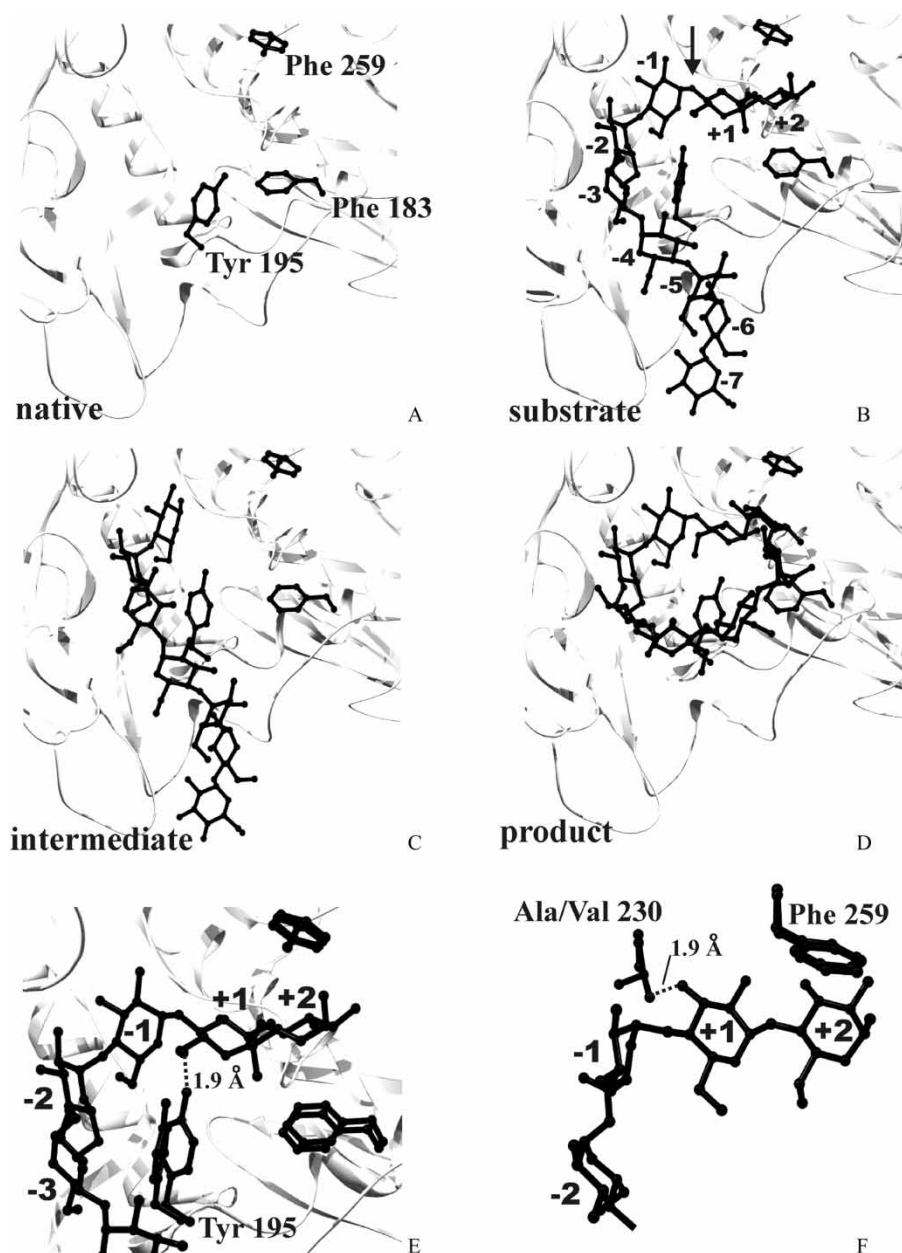 Phe 259
Phe 183
Tyr 195
native
A
-1
+1
+2
-2
-3
-4
-5
-6
-7
substrate
B
intermediate
C
product
D
+1
+2
-1
1.9 Å
-2
-3
Tyr 195
E
Ala/Val 230
Phe 259
1.9 Å
-1
+1
+2
-2
F